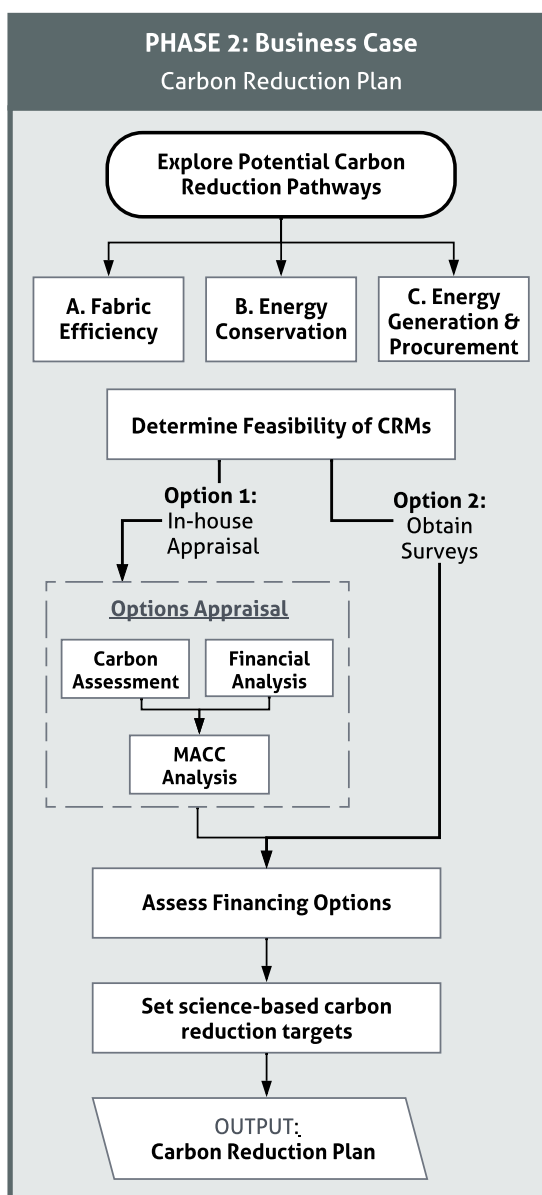 PHASE 2: Business Case
Carbon Reduction Plan
Explore Potential Carbon
Reduction Pathways
A. Fabric
Efficiency
B. Energy
Conservation
C. Energy
Generation &
Procurement
Determine Feasibility of CRMs
Option 1:
In-house
Appraisal
Option 2:
Obtain
Surveys
Options Appraisal
Carbon
Assessment
Financial
Analysis
MACC
Analysis
Assess Financing Options
Set science-based carbon
reduction targets
OUTPUT:
Carbon Reduction Plan